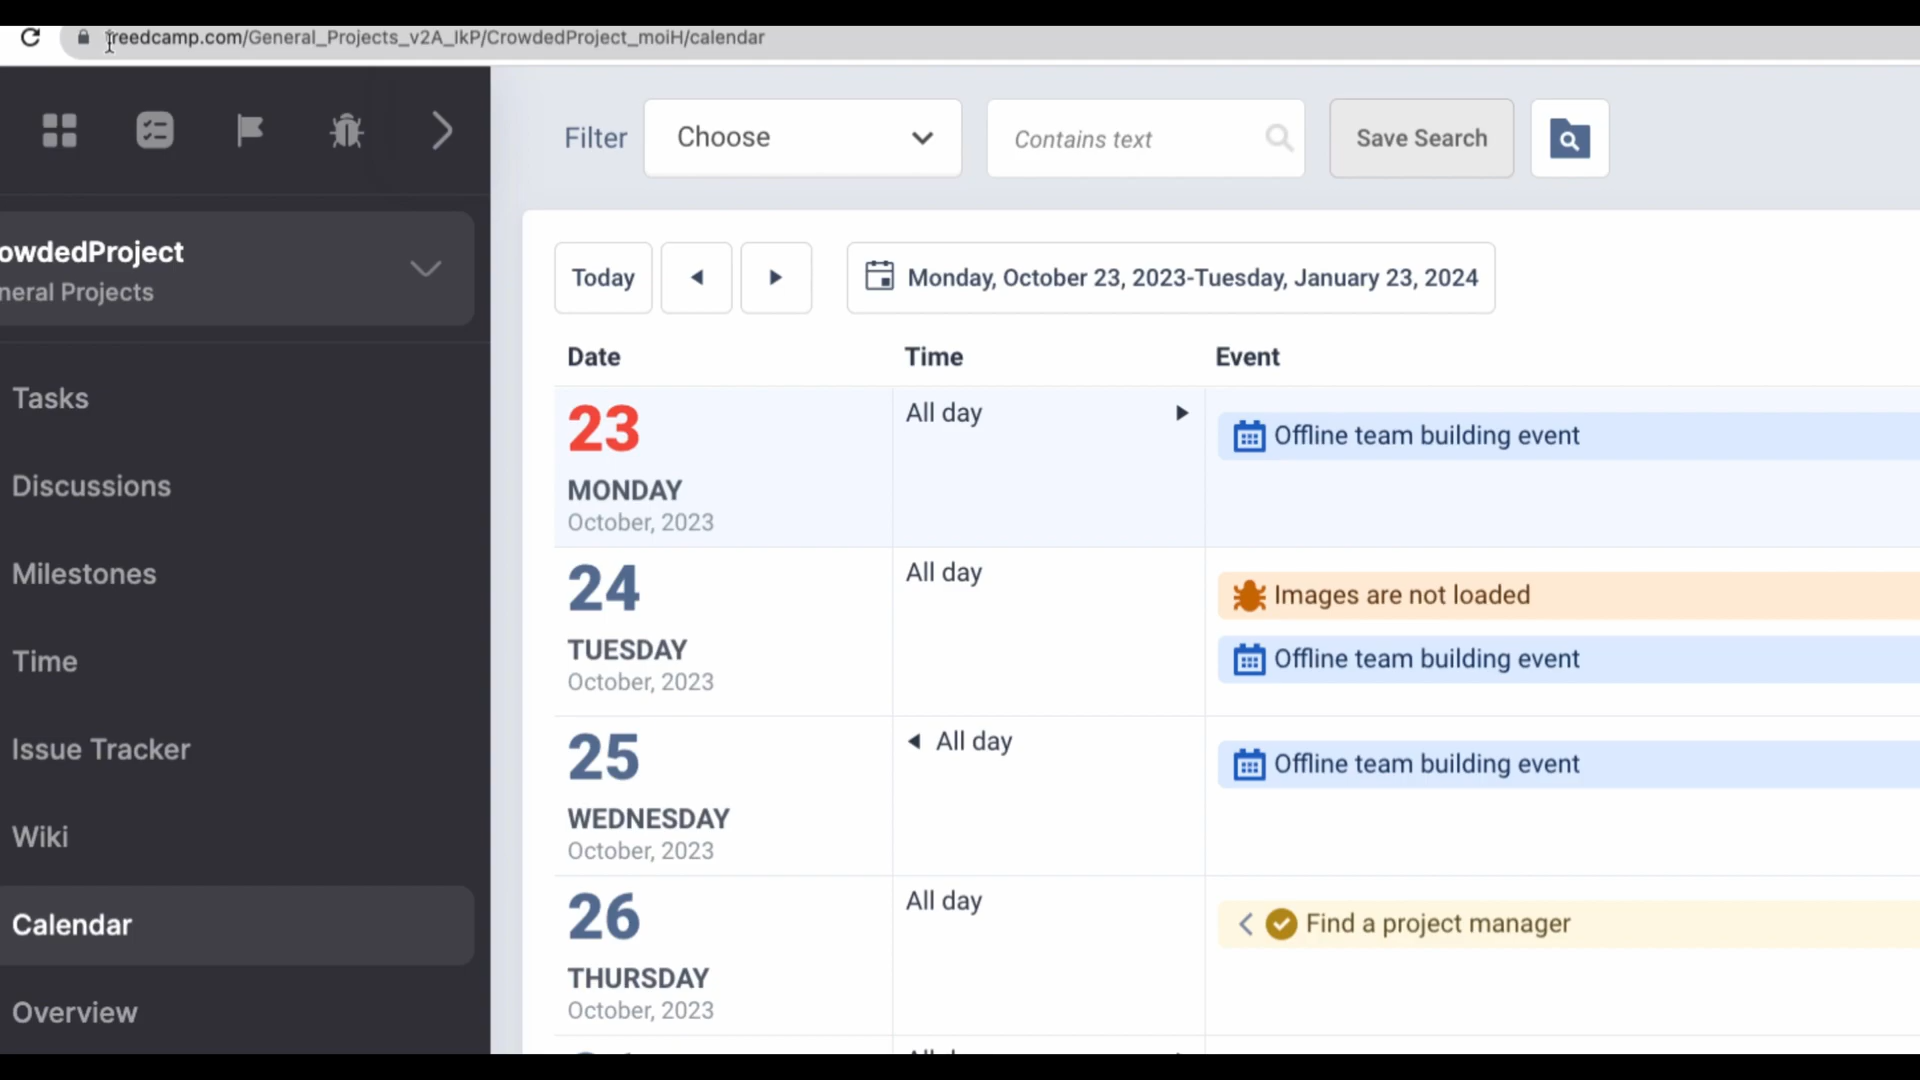 freedcamp.com/General_Projects_v2A_IkP/CrowdedProject_moiH/calendar
Filter
Choose
Contains text
Save Search
owdedProject
neral Projects
Tasks
Discussions
Milestones
Time
Issue Tracker
Wiki
Calendar
Overview
Today
Monday, October 23, 2023-Tuesday, January 23, 2024
Date Time Event
23 All day Offline team building event
MONDAY
October, 2023
24 All day Images are not loaded
TUESDAY Offline team building event
October, 2023
25 All day Offline team building event
WEDNESDAY
October, 2023
26 All day Find a project manager
THURSDAY
October, 2023